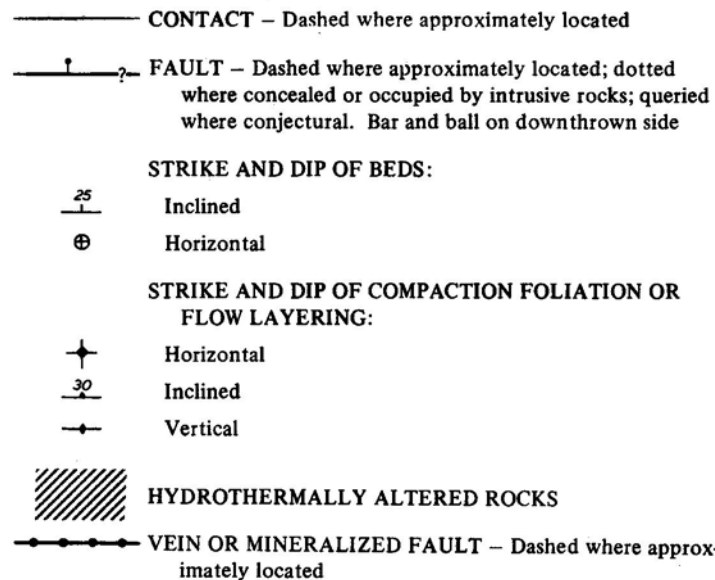 CONTACT – Dashed where approximately located
? FAULT – Dashed where approximately located; dotted
where concealed or occupied by intrusive rocks; queried
where conjectural. Bar and ball on downthrown side
STRIKE AND DIP OF BEDS:
25 Inclined
Horizontal
STRIKE AND DIP OF COMPACTION FOLIATION OR
FLOW LAYERING:
Horizontal
30 Inclined
Vertical
HYDROTHERMALLY ALTERED ROCKS
VEIN OR MINERALIZED FAULT – Dashed where approx-
imately located